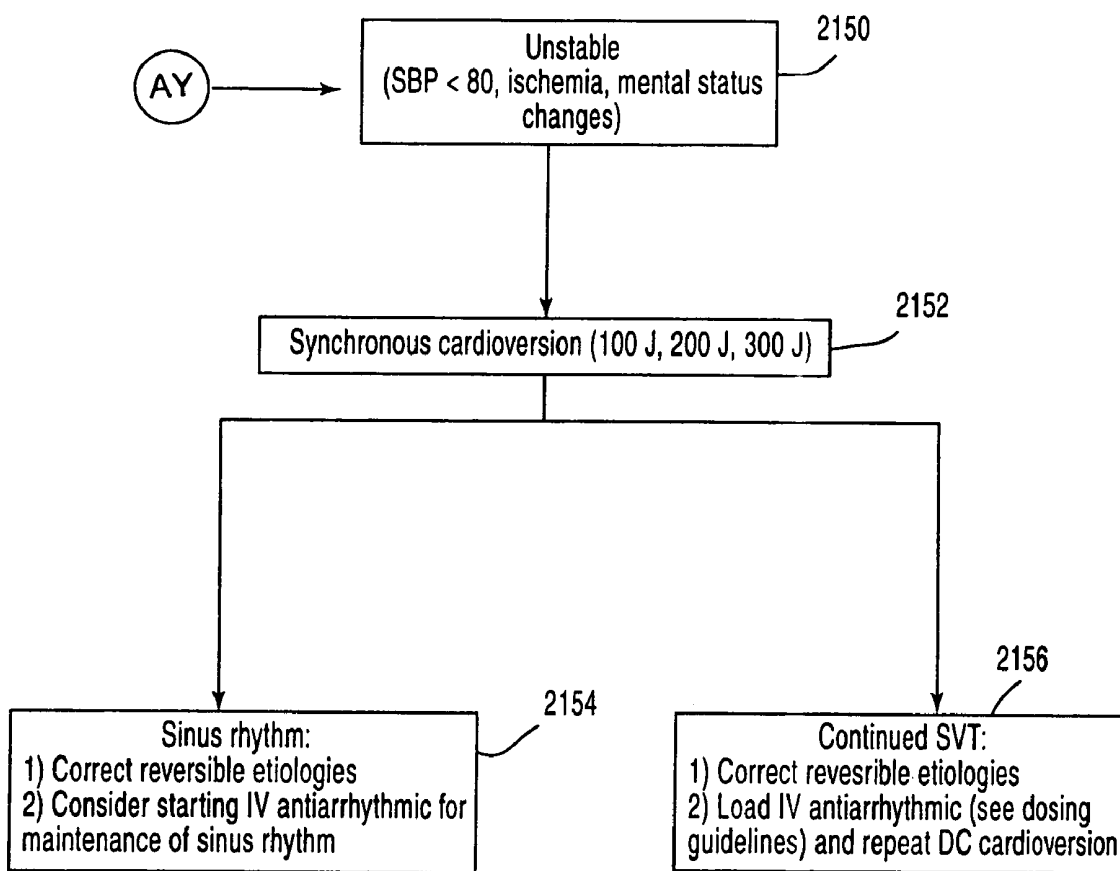 2150
Unstable
(SBP < 80, ischemia, mental status
changes)
AY
2152
Synchronous cardioversion (100 J, 200 J, 300 J)
2154
Sinus rhythm:
1) Correct reversible etiologies
2) Consider starting IV antiarrhythmic for
maintenance of sinus rhythm
2156
Continued SVT:
1) Correct revesrible etiologies
2) Load IV antiarrhythmic (see dosing
guidelines) and repeat DC cardioversion